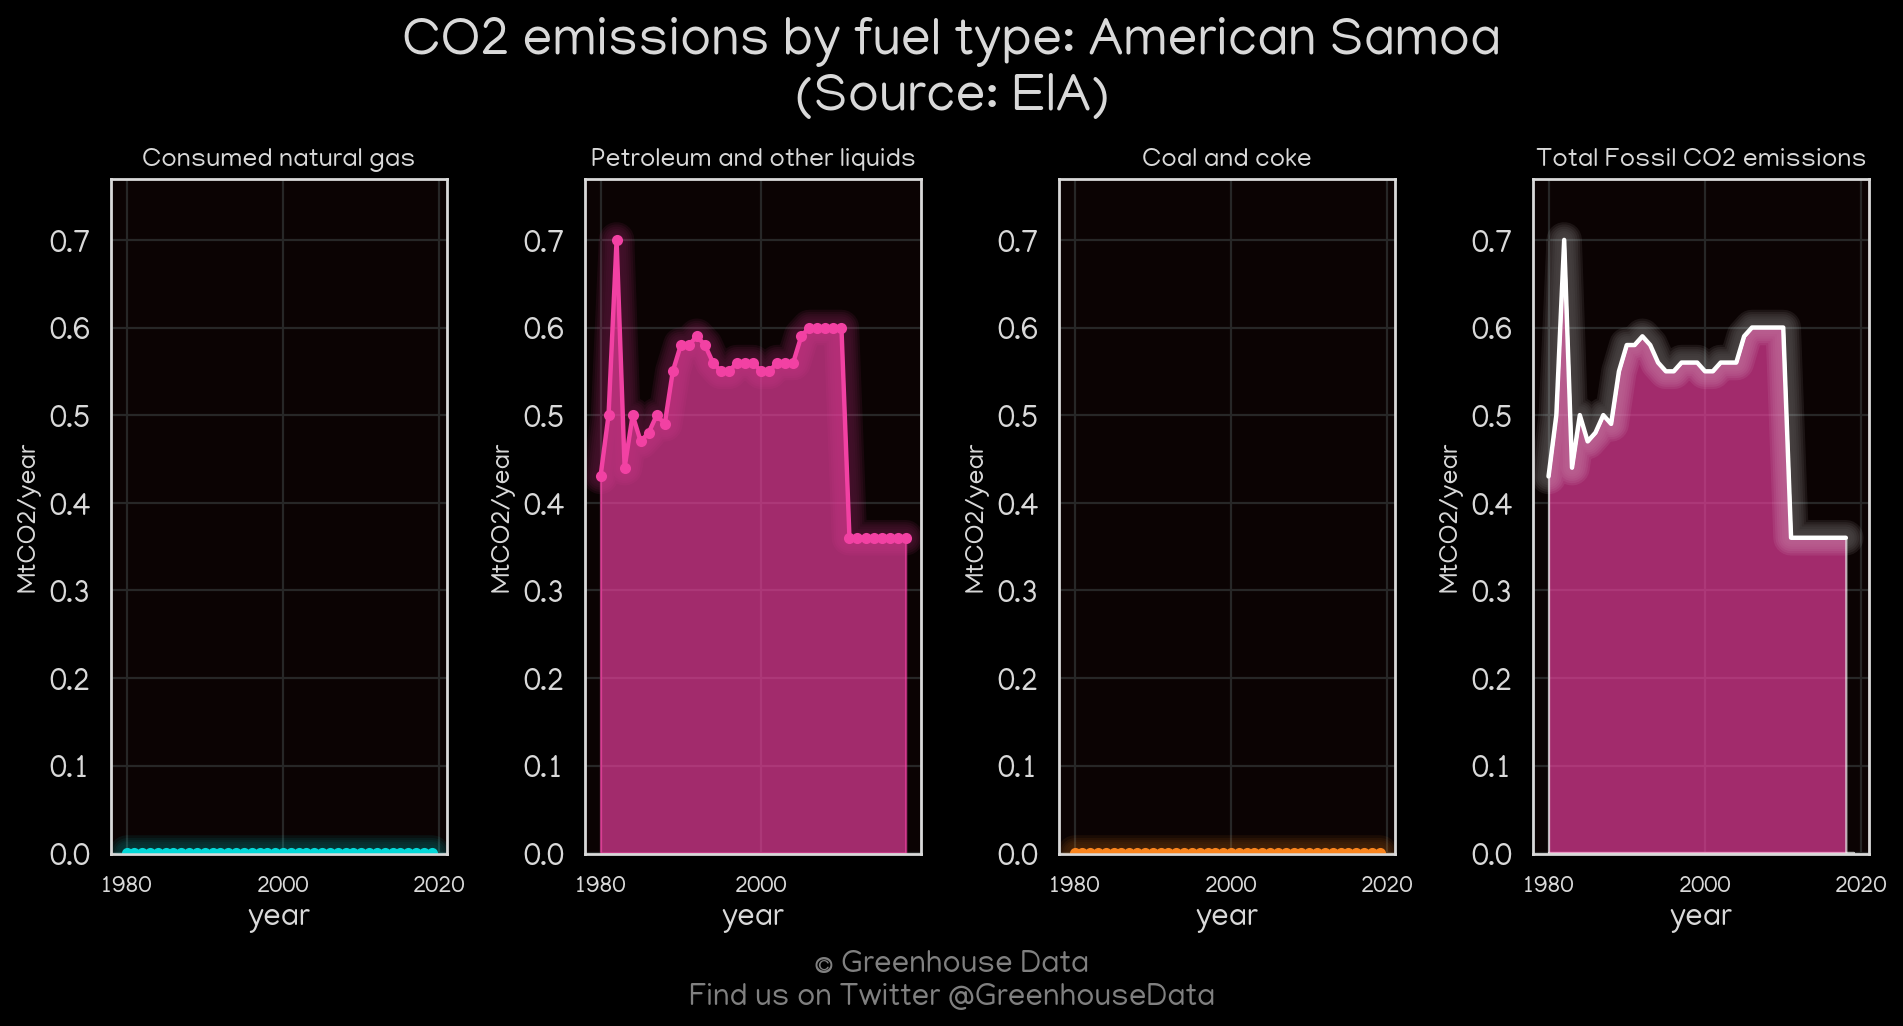 CO2 emissions by fuel type: American Samoa
(Source: EIA)
Consumed natural gas
MtCO2/year
0.7
0.6
0.5
0.4
0.3
0.2
0.1
0.0
1980 2000 2020
year
Petroleum and other liquids
MtCO2/year
0.7
0.6
0.5
0.4
0.3
0.2
0.1
0.0
1980 2000
year
Coal and coke
MtCO2/year
0.7
0.6
0.5
0.4
0.3
0.2
0.1
0.0
1980 2000 2020
year
Total Fossil CO2 emissions
MtCO2/year
0.7
0.6
0.5
0.4
0.3
0.2
0.1
0.0
1980 2000 2020
year
© Greenhouse Data
Find us on Twitter @GreenhouseData